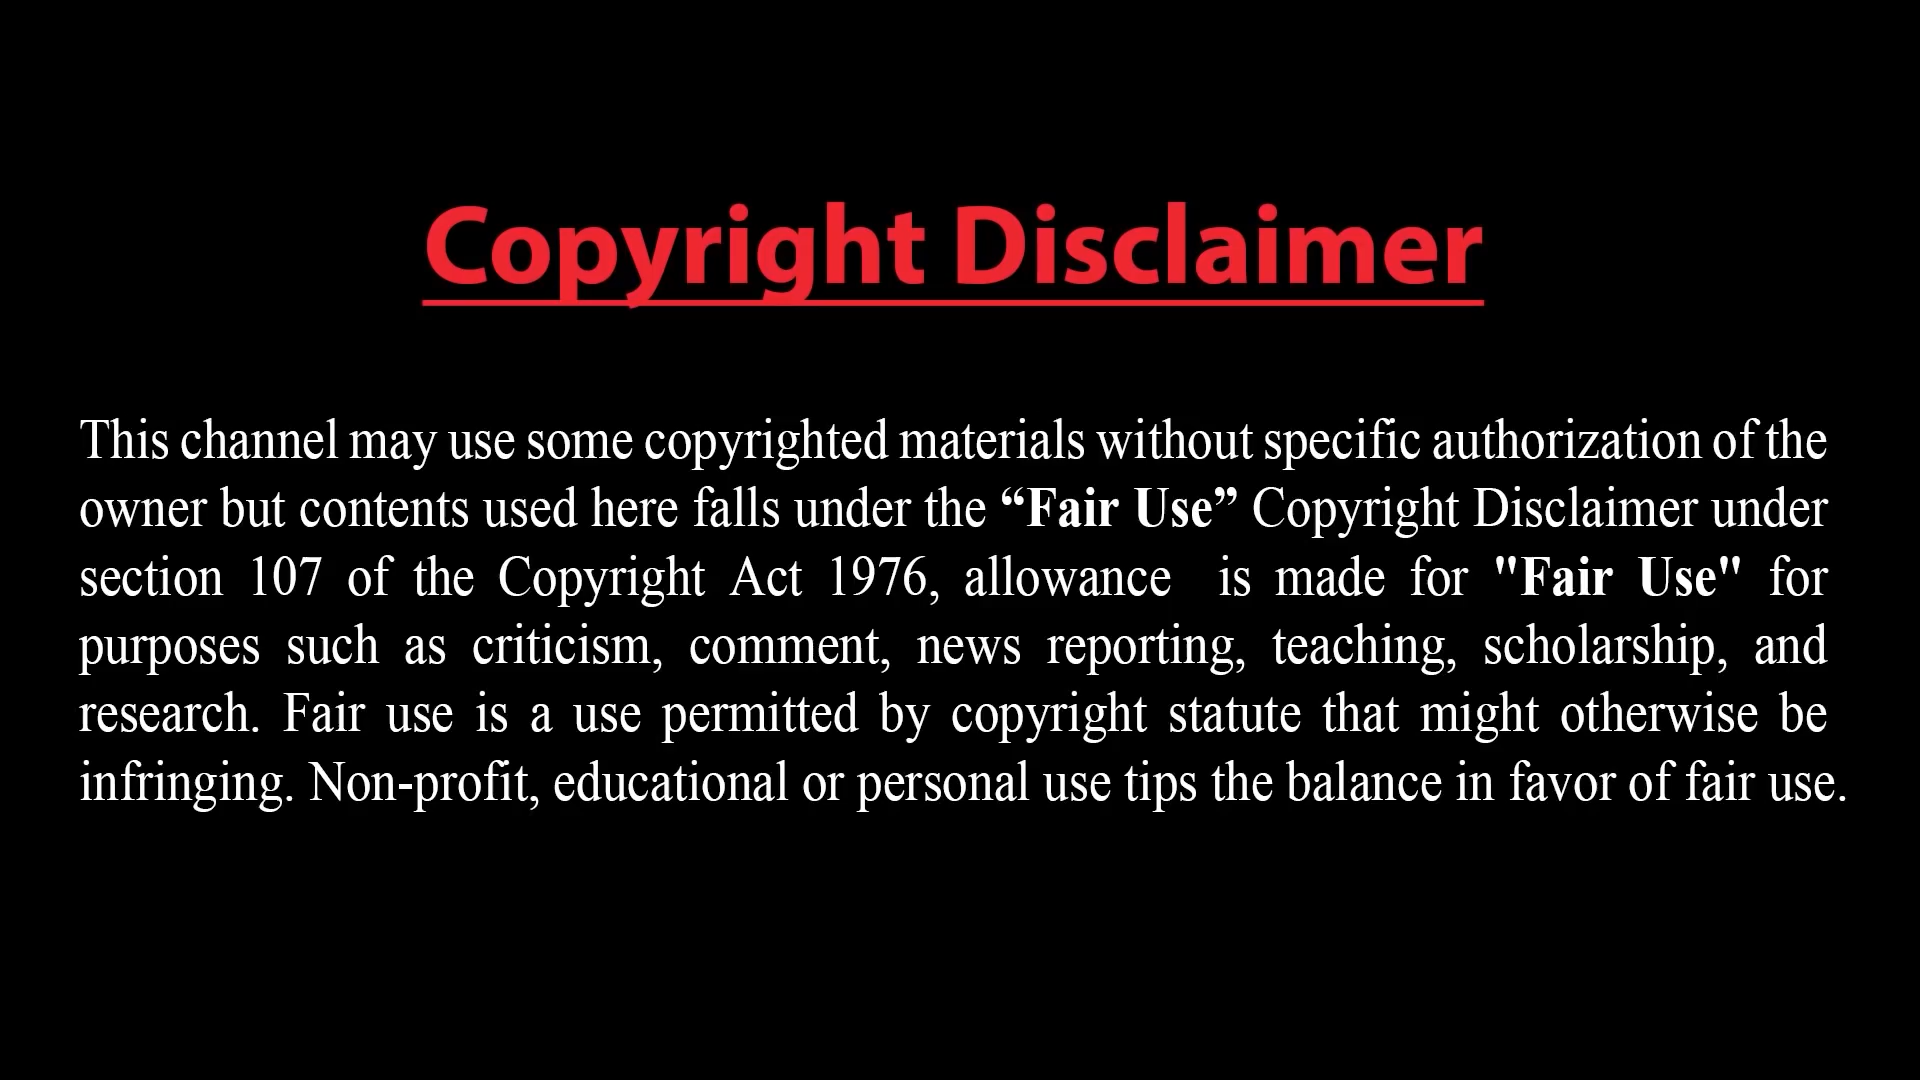 Copyright Disclaimer
This channel may use some copyrighted materials without specific authorization of the
owner but contents used here falls under the “Fair Use” Copyright Disclaimer under
section 107 of the Copyright Act 1976, allowance is made for "Fair Use" for
purposes such as criticism, comment, news reporting, teaching, scholarship, and
research. Fair use is a use permitted by copyright statute that might otherwise be
infringing. Non-profit, educational or personal use tips the balance in favor of fair use.